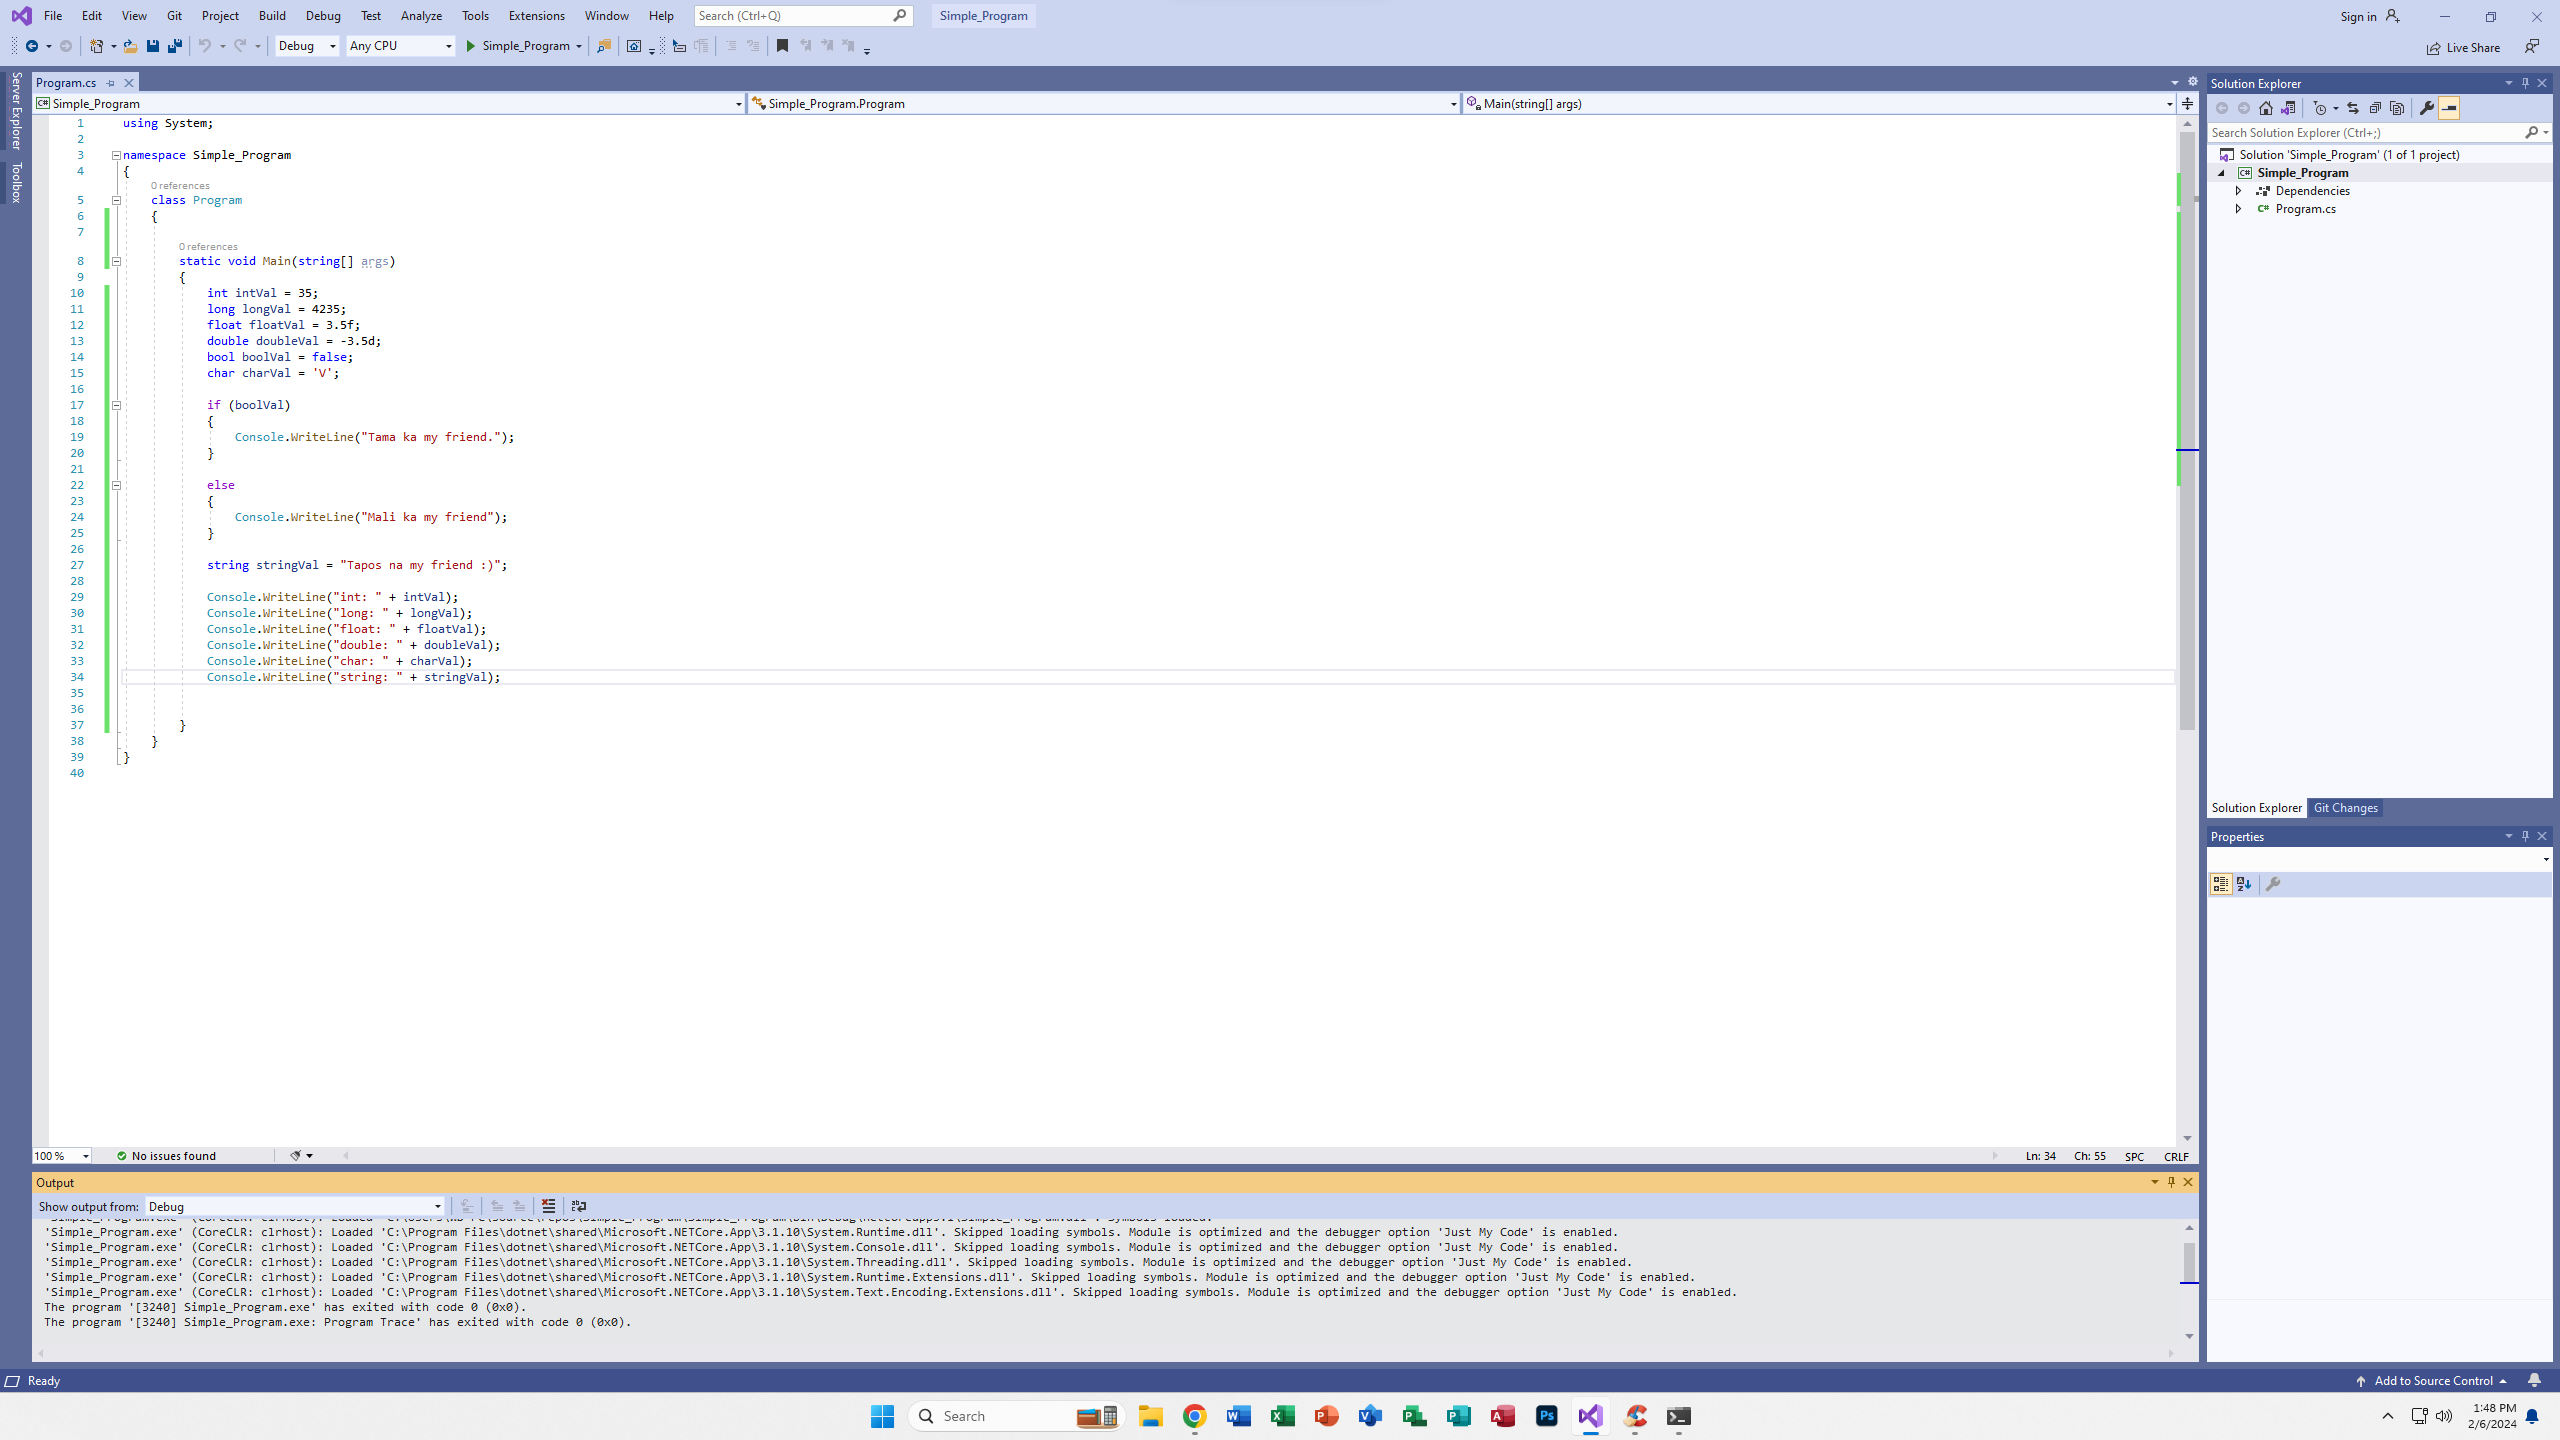 File Edit View Git Project Build Debug Test Analyze Tools Extensions Window Help Search (Ctrl+Q) Simple_Program Sign in
Debug Any CPU Simple_Program Live Share
Server Explorer
Toolbox
Program.cs
Simple_Program Simple_Program.Program Main(string[] args)
1 using System;
2
3 namespace Simple_Program
4 {
0 references
5 class Program
6 {
7
0 references
8 static void Main(string[] args)
9 {
10 int intVal = 35;
11 long longVal = 4235;
12 float floatVal = 3.5f;
13 double doubleVal = -3.5d;
14 bool boolVal = false;
15 char charVal = 'V';
16
17 if (boolVal)
18 {
19 Console.WriteLine("Tama ka my friend.");
20 }
21
22 else
23 {
24 Console.WriteLine("Mali ka my friend");
25 }
26
27 string stringVal = "Tapos na my friend :)";
28
29 Console.WriteLine("int: " + intVal);
30 Console.WriteLine("long: " + longVal);
31 Console.WriteLine("float: " + floatVal);
32 Console.WriteLine("double: " + doubleVal);
33 Console.WriteLine("char: " + charVal);
34 Console.WriteLine("string: " + stringVal);
35
36
37 }
38 }
39 }
40
100 % No issues found Ln: 34 Ch: 55 SPC CRLF
Solution Explorer
Search Solution Explorer (Ctrl+;)
Solution 'Simple_Program' (1 of 1 project)
Simple_Program
Dependencies
Program.cs
Solution Explorer Git Changes
Properties
Output
Show output from: Debug
'Simple_Program.exe' (CoreCLR: clrhost): Loaded 'C:\Program Files\dotnet\shared\Microsoft.NETCore.App\3.1.10\System.Runtime.dll'. Skipped loading symbols. Module is optimized and the debugger option 'Just My Code' is enabled.
'Simple_Program.exe' (CoreCLR: clrhost): Loaded 'C:\Program Files\dotnet\shared\Microsoft.NETCore.App\3.1.10\System.Console.dll'. Skipped loading symbols. Module is optimized and the debugger option 'Just My Code' is enabled.
'Simple_Program.exe' (CoreCLR: clrhost): Loaded 'C:\Program Files\dotnet\shared\Microsoft.NETCore.App\3.1.10\System.Threading.dll'. Skipped loading symbols. Module is optimized and the debugger option 'Just My Code' is enabled.
'Simple_Program.exe' (CoreCLR: clrhost): Loaded 'C:\Program Files\dotnet\shared\Microsoft.NETCore.App\3.1.10\System.Runtime.Extensions.dll'. Skipped loading symbols. Module is optimized and the debugger option 'Just My Code' is enabled.
'Simple_Program.exe' (CoreCLR: clrhost): Loaded 'C:\Program Files\dotnet\shared\Microsoft.NETCore.App\3.1.10\System.Text.Encoding.Extensions.dll'. Skipped loading symbols. Module is optimized and the debugger option 'Just My Code' is enabled.
The program '[3240] Simple_Program.exe' has exited with code 0 (0x0).
The program '[3240] Simple_Program.exe: Program Trace' has exited with code 0 (0x0).
Ready Add to Source Control
Search
1:48 PM
2/6/2024